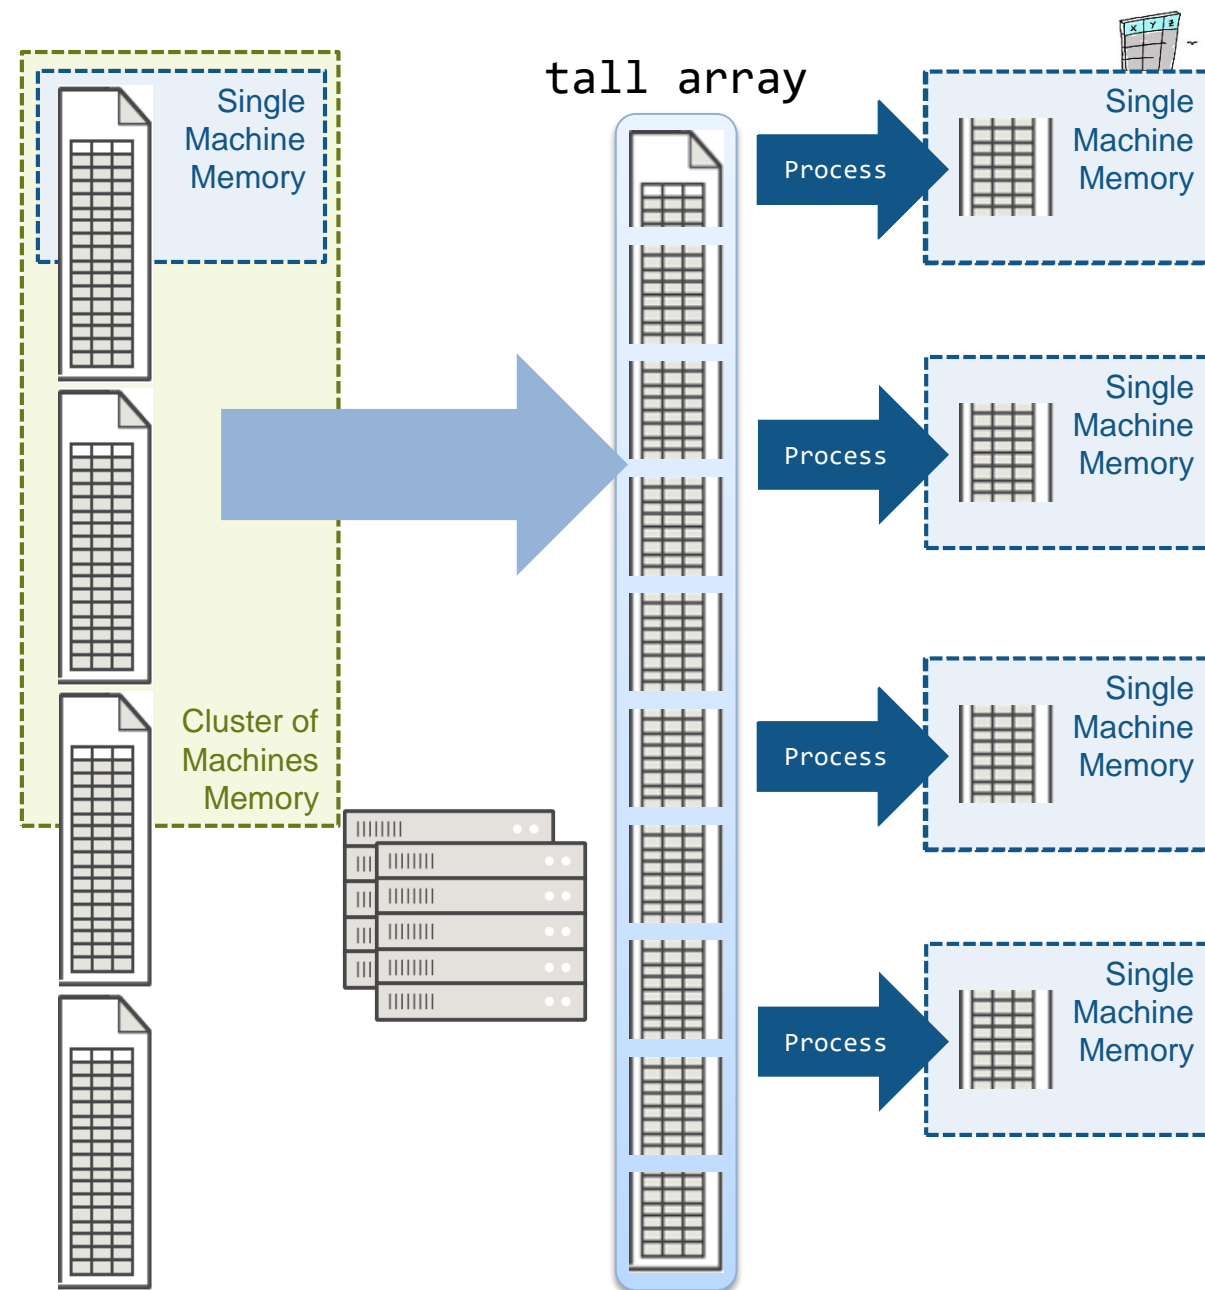 tall array
Single
Machine
Memory
Cluster of
Machines
Memory
Process
Process
Process
Process
X Y Z
Single
Machine
Memory
Single
Machine
Memory
Single
Machine
Memory
Single
Machine
Memory